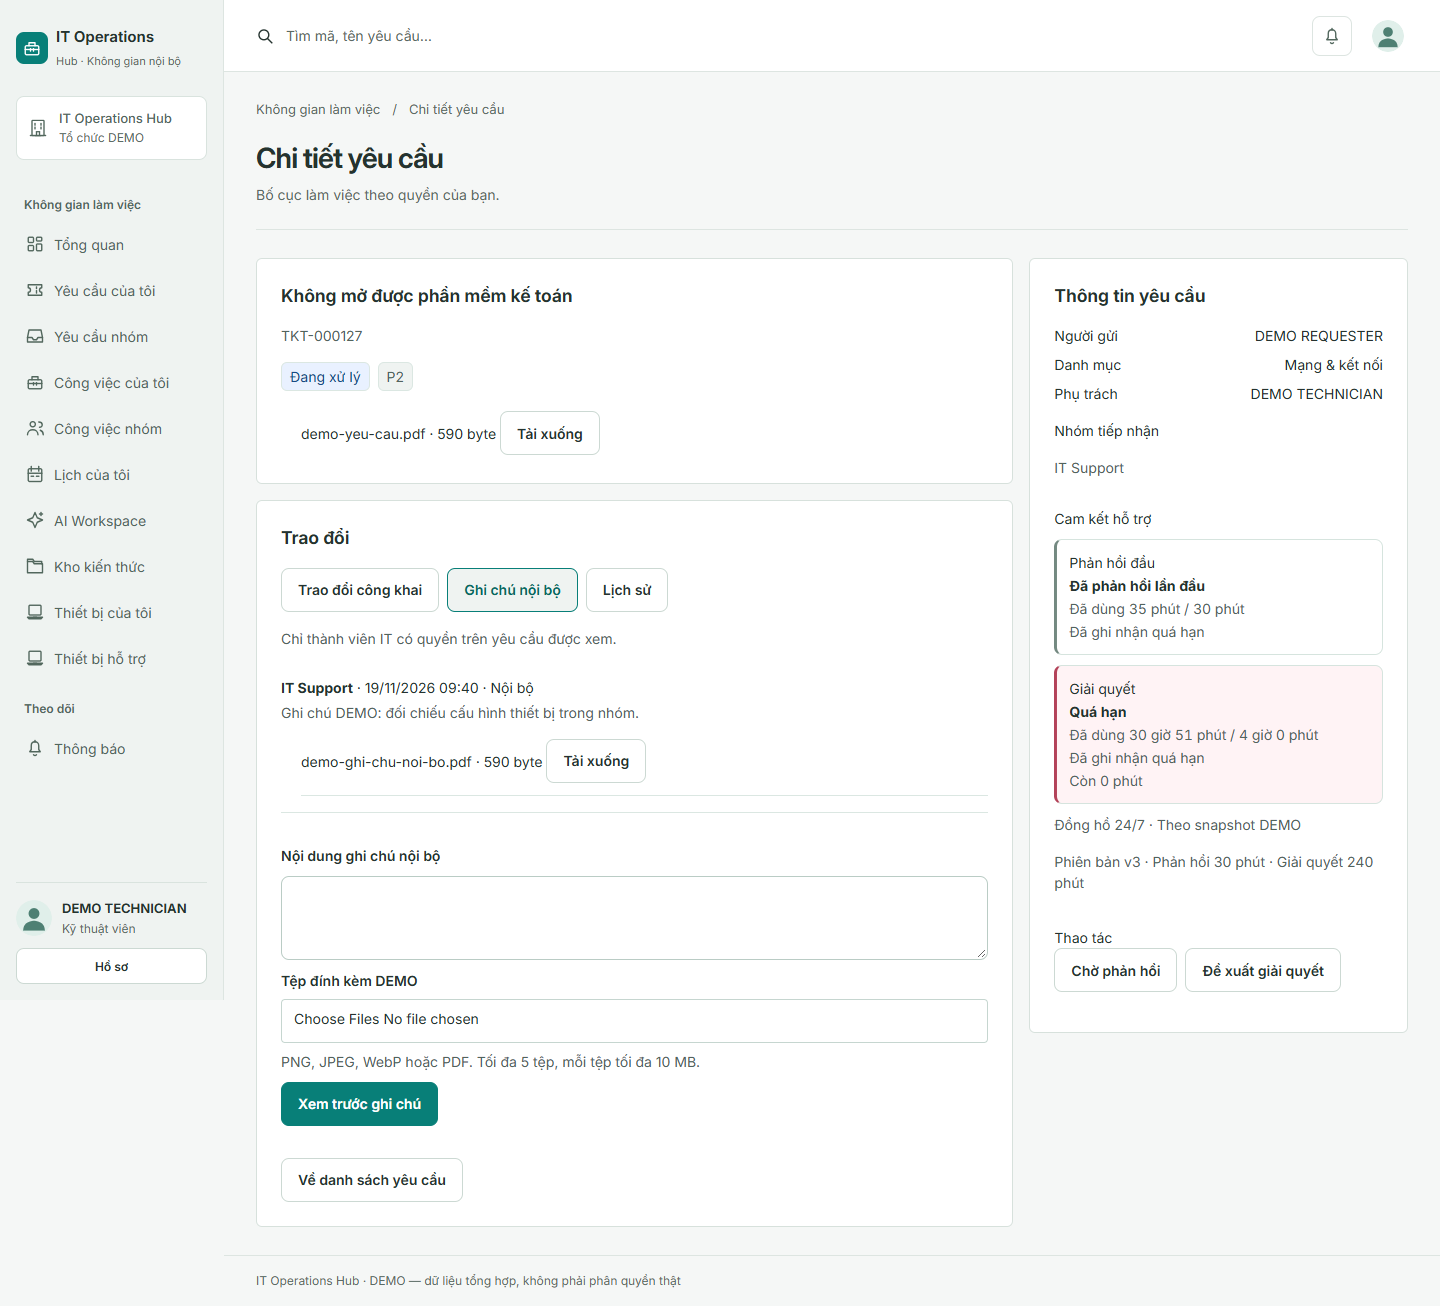 IT Operations
Hub · Không gian nội bộ
IT Operations Hub
Tổ chức DEMO
Không gian làm việc
Tổng quan
Yêu cầu của tôi
Yêu cầu nhóm
Công việc của tôi
Công việc nhóm
Lịch của tôi
AI Workspace
Kho kiến thức
Thiết bị của tôi
Thiết bị hỗ trợ
Theo dõi
Thông báo
DEMO TECHNICIAN
Kỹ thuật viên
Hồ sơ
Tìm mã, tên yêu cầu...
Không gian làm việc / Chi tiết yêu cầu
Chi tiết yêu cầu
Bố cục làm việc theo quyền của bạn.
Không mở được phần mềm kế toán
TKT-000127
Đang xử lý P2
demo-yeu-cau.pdf · 590 byte Tải xuống
Trao đổi
Trao đổi công khai Ghi chú nội bộ Lịch sử
Chỉ thành viên IT có quyền trên yêu cầu được xem.
IT Support · 19/11/2026 09:40 · Nội bộ
Ghi chú DEMO: đối chiếu cấu hình thiết bị trong nhóm.
demo-ghi-chu-noi-bo.pdf · 590 byte Tải xuống
Nội dung ghi chú nội bộ
Tệp đính kèm DEMO
Choose Files No file chosen
PNG, JPEG, WebP hoặc PDF. Tối đa 5 tệp, mỗi tệp tối đa 10 MB.
Xem trước ghi chú
Về danh sách yêu cầu
Thông tin yêu cầu
Người gửi DEMO REQUESTER
Danh mục Mạng & kết nối
Phụ trách DEMO TECHNICIAN
Nhóm tiếp nhận
IT Support
Cam kết hỗ trợ
Phản hồi đầu
Đã phản hồi lần đầu
Đã dùng 35 phút / 30 phút
Đã ghi nhận quá hạn
Giải quyết
Quá hạn
Đã dùng 30 giờ 51 phút / 4 giờ 0 phút
Đã ghi nhận quá hạn
Còn 0 phút
Đồng hồ 24/7 · Theo snapshot DEMO
Phiên bản v3 · Phản hồi 30 phút · Giải quyết 240
phút
Thao tác
Chờ phản hồi Đề xuất giải quyết
IT Operations Hub · DEMO — dữ liệu tổng hợp, không phải phân quyền thật